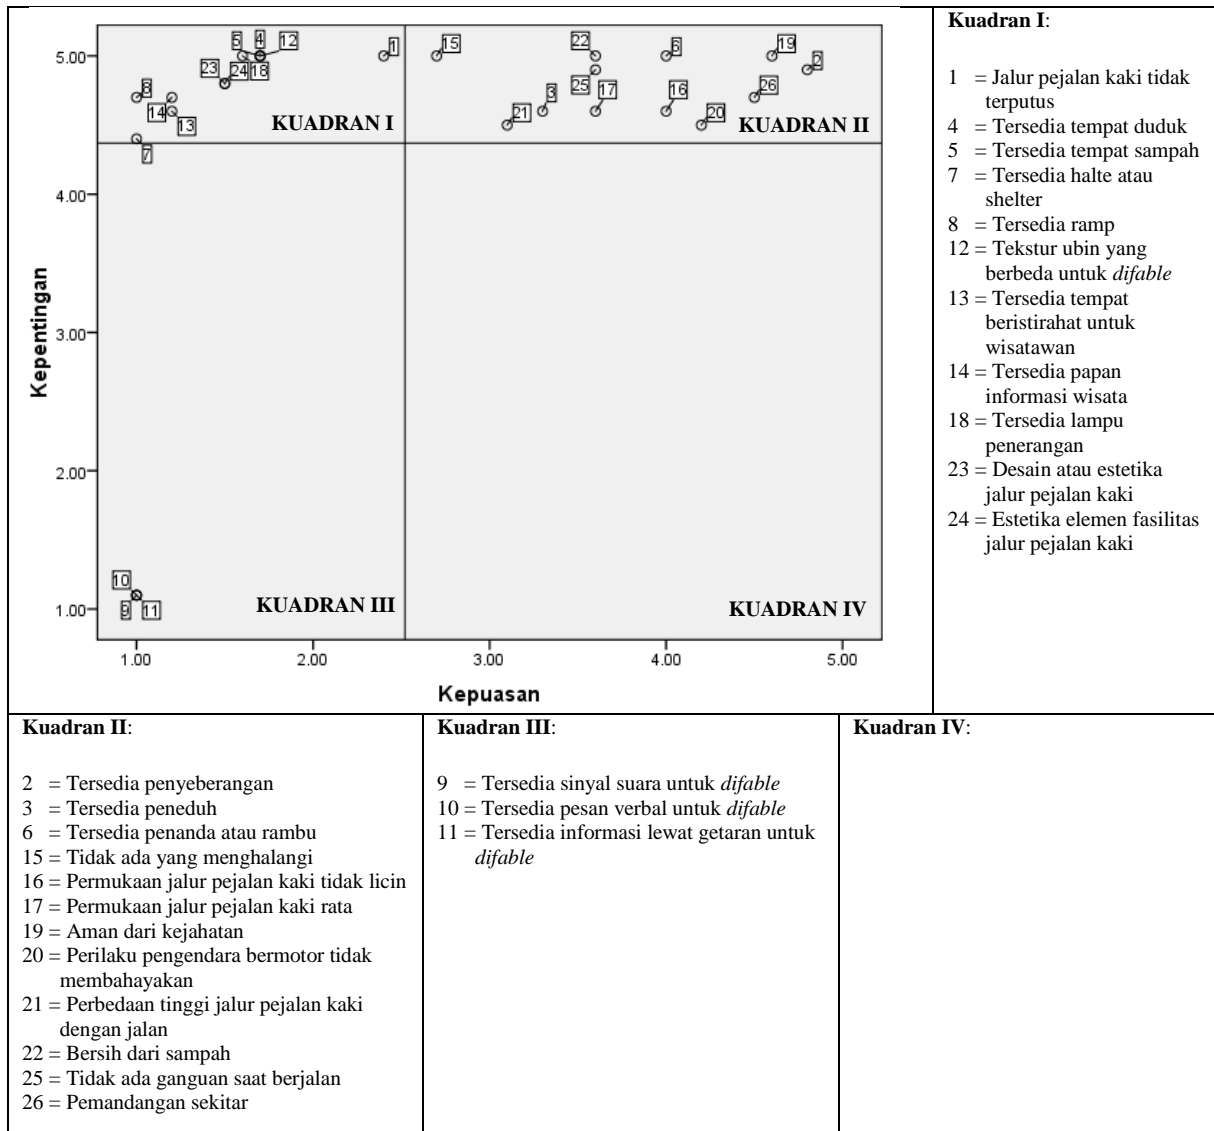 5
4
12
1
15
22
6
19
2
5.00
23
24
18
8
25
17
3
16
26
14
13
KUADRAN I
21
20
KUADRAN II
7
4.00
Kepentingan
3.00
2.00
10
9
11
1.00
KUADRAN III
KUADRAN IV
1.00
2.00
3.00
4.00
5.00
Kepuasan
Kuadran I:
1 = Jalur pejalan kaki tidak
terputus
4 = Tersedia tempat duduk
5 = Tersedia tempat sampah
7 = Tersedia halte atau
shelter
8 = Tersedia ramp
12 = Tekstur ubin yang
berbeda untuk difable
13 = Tersedia tempat
beristirahat untuk
wisatawan
14 = Tersedia papan
informasi wisata
18 = Tersedia lampu
penerangan
23 = Desain atau estetika
jalur pejalan kaki
24 = Estetika elemen fasilitas
jalur pejalan kaki
Kuadran II:
2 = Tersedia penyeberangan
3 = Tersedia peneduh
6 = Tersedia penanda atau rambu
15 = Tidak ada yang menghalangi
16 = Permukaan jalur pejalan kaki tidak licin
17 = Permukaan jalur pejalan kaki rata
19 = Aman dari kejahatan
20 = Perilaku pengendara bermotor tidak
membahayakan
21 = Perbedaan tinggi jalur pejalan kaki
dengan jalan
22 = Bersih dari sampah
25 = Tidak ada ganguan saat berjalan
26 = Pemandangan sekitar
Kuadran III:
9 = Tersedia sinyal suara untuk difable
10 = Tersedia pesan verbal untuk difable
11 = Tersedia informasi lewat getaran untuk
difable
Kuadran IV: